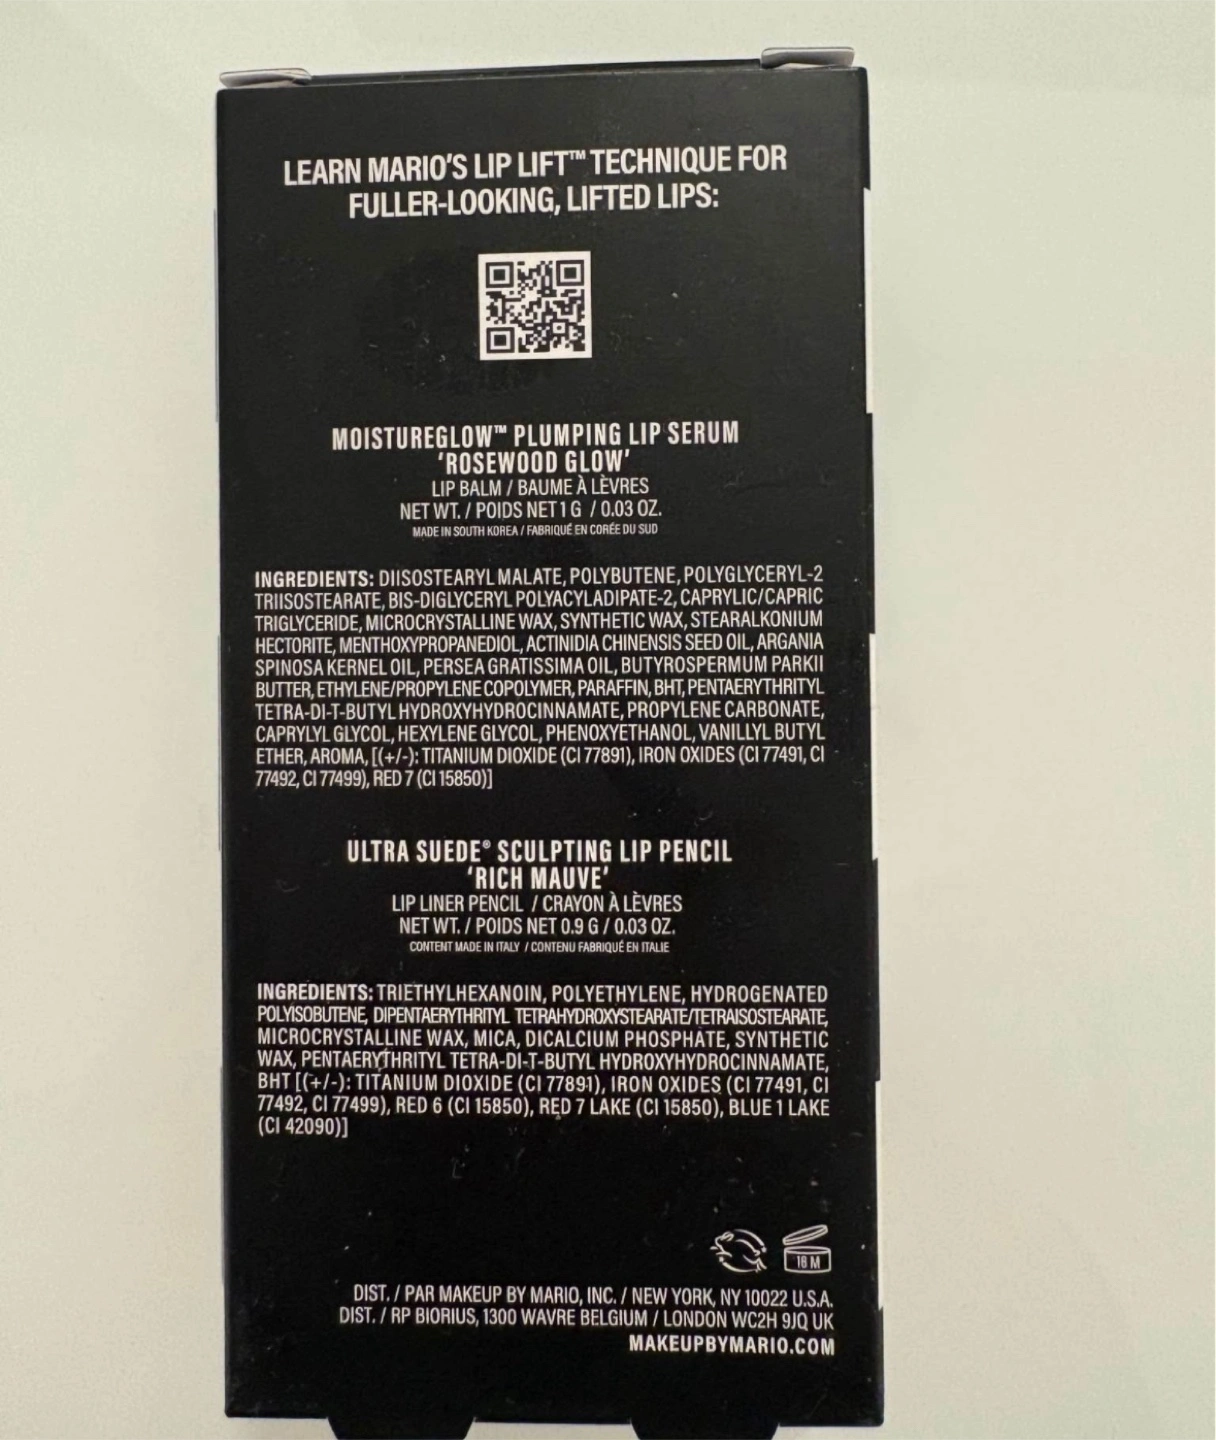 LEARN MARIO'S LIP LIFT™ TECHNIQUE FOR
FULLER-LOOKING, LIFTED LIPS:
MOISTUREGLOW™ PLUMPING LIP SERUM
'ROSEWOOD GLOW'
LIP BALM / BAUME À LÈVRES
NET WT. / POIDS NET 1 G / 0.03 OZ.
MADE IN SOUTH KOREA / FABRIQUÉ EN CORÉE DU SUD
INGREDIENTS: DIISOSTEARYL MALATE, POLYBUTENE, POLYGLYCERYL-2
TRIISOSTEARATE, BIS-DIGLYCERYL POLYACYLADIPATE-2, CAPRYLIC/CAPRIC
TRIGLYCERIDE, MICROCRYSTALLINE WAX, SYNTHETIC WAX, STEARALKONIUM
HECTORITE, MENTHOXYPROPANEDIOL, ACTINIDIA CHINENSIS SEED OIL, ARGANIA
SPINOSA KERNEL OIL, PERSEA GRATISSIMA OIL, BUTYROSPERMUM PARKII
BUTTER, ETHYLENE/PROPYLENE COPOLYMER, PARAFFIN, BHT, PENTAERYTHRITYL
TETRA-DI-T-BUTYL HYDROXYHYDROCINNAMATE, PROPYLENE CARBONATE,
CAPRYLYL GLYCOL, HEXYLENE GLYCOL, PHENOXYETHANOL, VANILLYL BUTYL
ETHER, AROMA, [(+/-): TITANIUM DIOXIDE (CI 77891), IRON OXIDES (CI 77491, CI
77492, CI 77499), RED 7 (CI 15850)]
ULTRA SUEDE® SCULPTING LIP PENCIL
'RICH MAUVE'
LIP LINER PENCIL / CRAYON À LÈVRES
NET WT. / POIDS NET 0.9 G / 0.03 OZ.
CONTENT MADE IN ITALY / CONTENU FABRIQUÉ EN ITALIE
INGREDIENTS: TRIETHYLHEXANOIN, POLYETHYLENE, HYDROGENATED
POLYISOBUTENE, DIPENTAERYTHRITYL TETRAHYDROXYSTEARATE/TETRAISOSTEARATE,
MICROCRYSTALLINE WAX, MICA, DICALCIUM PHOSPHATE, SYNTHETIC
WAX, PENTAERYTHRITYL TETRA-DI-T-BUTYL HYDROXYHYDROCINNAMATE,
BHT [(+/-): TITANIUM DIOXIDE (CI 77891), IRON OXIDES (CI 77491, CI
77492, CI 77499), RED 6 (CI 15850), RED 7 LAKE (CI 15850), BLUE 1 LAKE
(CI 42090)]
18 M
DIST. / PAR MAKEUP BY MARIO, INC. / NEW YORK, NY 10022 U.S.A.
DIST. / RP BIORIUS, 1300 WAVRE BELGIUM / LONDON WC2H 9JQ UK
MAKEUPBYMARIO.COM